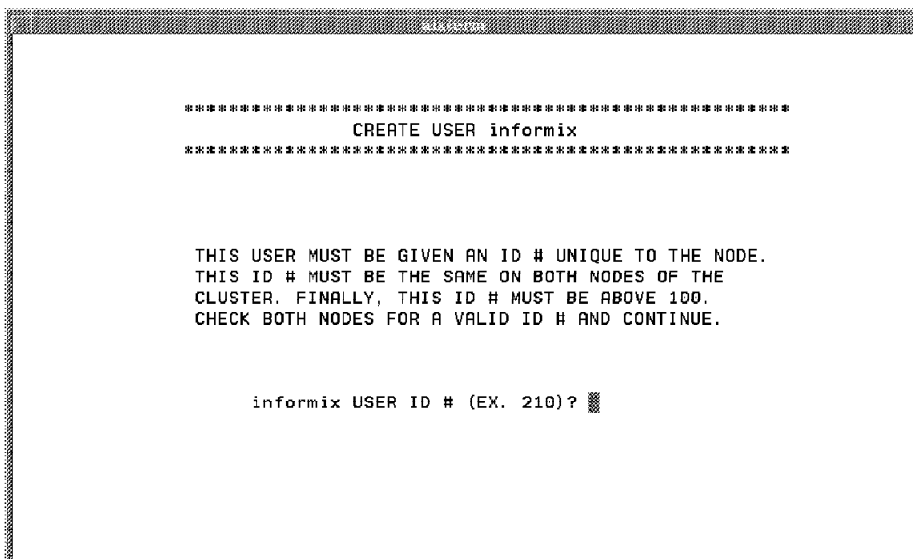 ****************************************************** 
CREATE USER informix
******************************************************
THIS USER MUST BE GIVEN AN ID # UNIQUE TO THE NODE.
THIS ID # MUST BE THE SAME ON BOTH NODES OF THE
CLUSTER. FINALLY, THIS ID # MUST BE ABOVE 100.
CHECK BOTH NODES FOR A VALID ID # AND CONTINUE.
informix USER ID # (EX. 210)?